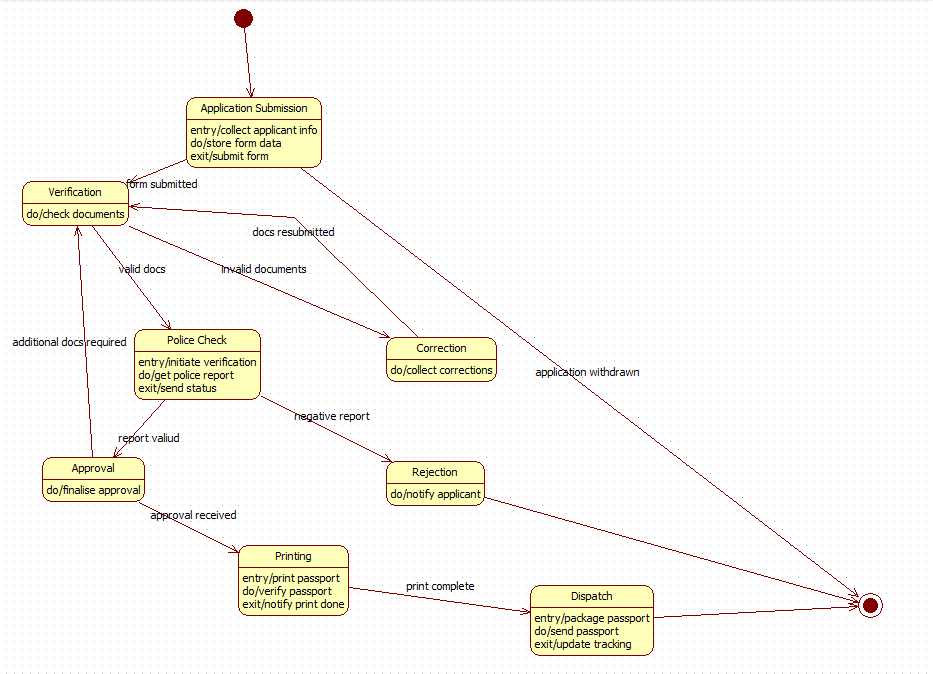 Application Submission
entry/collect applicant info
do/store form data
exit/submit form
form submitted
Verification
do/check documents
docs resubmitted
valid docs
invalid documents
additional docs required
Police Check
entry/initiate verification
do/get police report
exit/send status
Correction
do/collect corrections
application withdrawn
negative report
report valiud
Approval
do/finalise approval
Rejection
do/notify applicant
approval received
Printing
entry/print passport
do/verify passport
exit/notify print done
print complete
Dispatch
entry/package passport
do/send passport
exit/update tracking